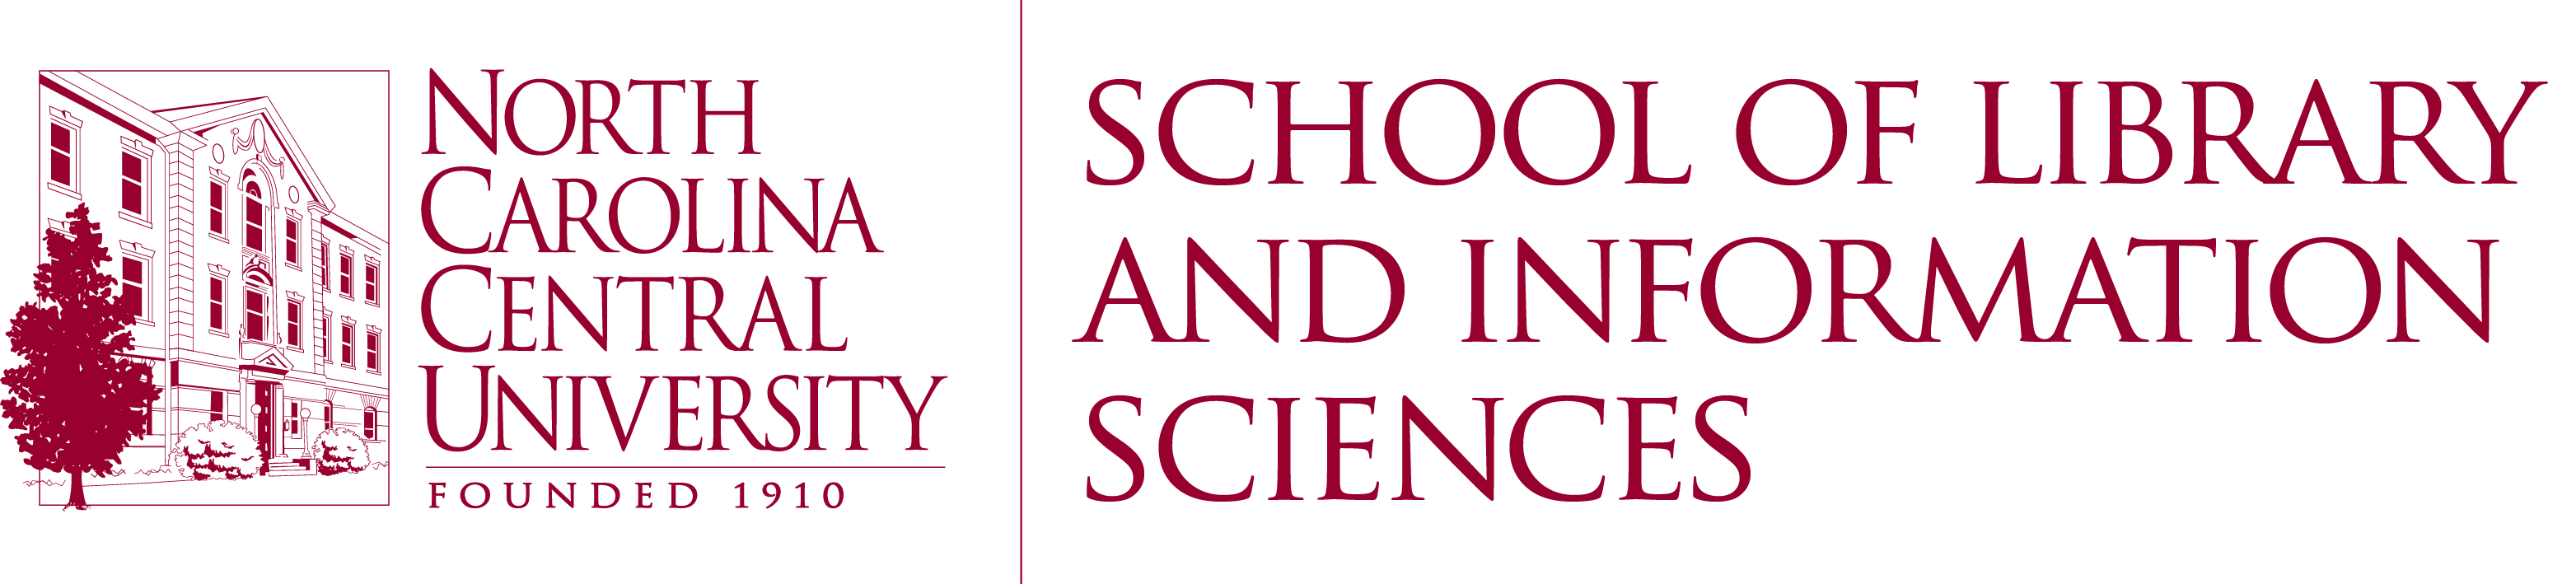 NORTH
CAROLINA
CENTRAL
UNIVERSITY
FOUNDED 1910
SCHOOL OF LIBRARY
AND INFORMATION
SCIENCES